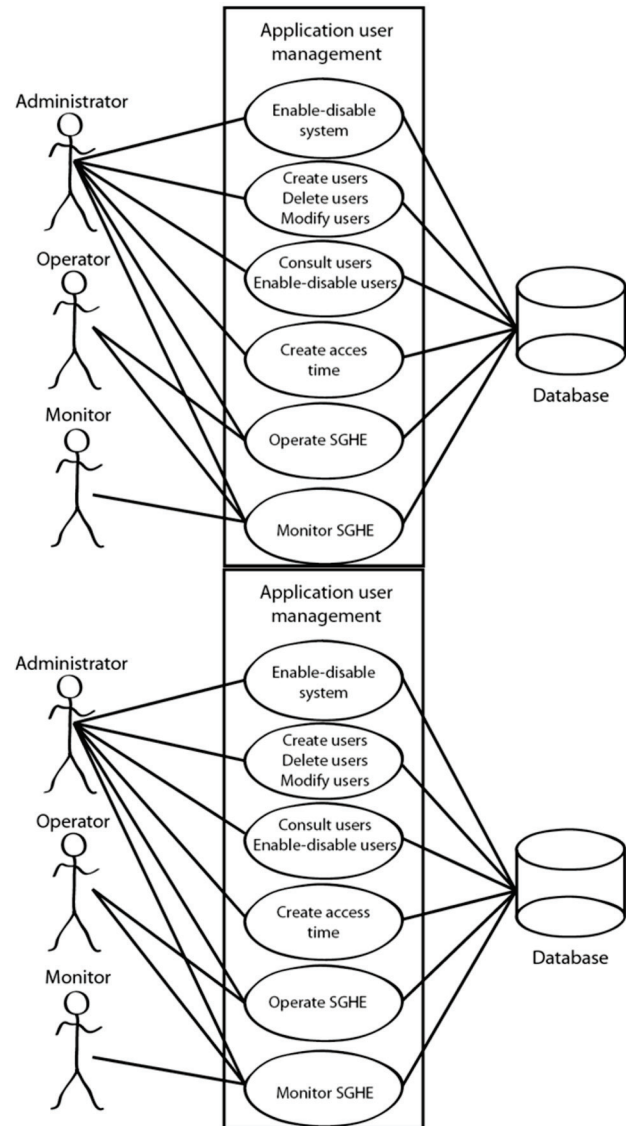 Application user
management
Administrator
Enable-disable
system
Create users
Delete users
Modify users
Operator
Consult users
Enable-disable users
Create acces
time
Database
Monitor
Operate SGHE
Monitor SGHE
Application user
management
Administrator
Enable-disable
system
Create users
Delete users
Modify users
Operator
Consult users
Enable-disable users
Create access
time
Database
Monitor
Operate SGHE
Monitor SGHE